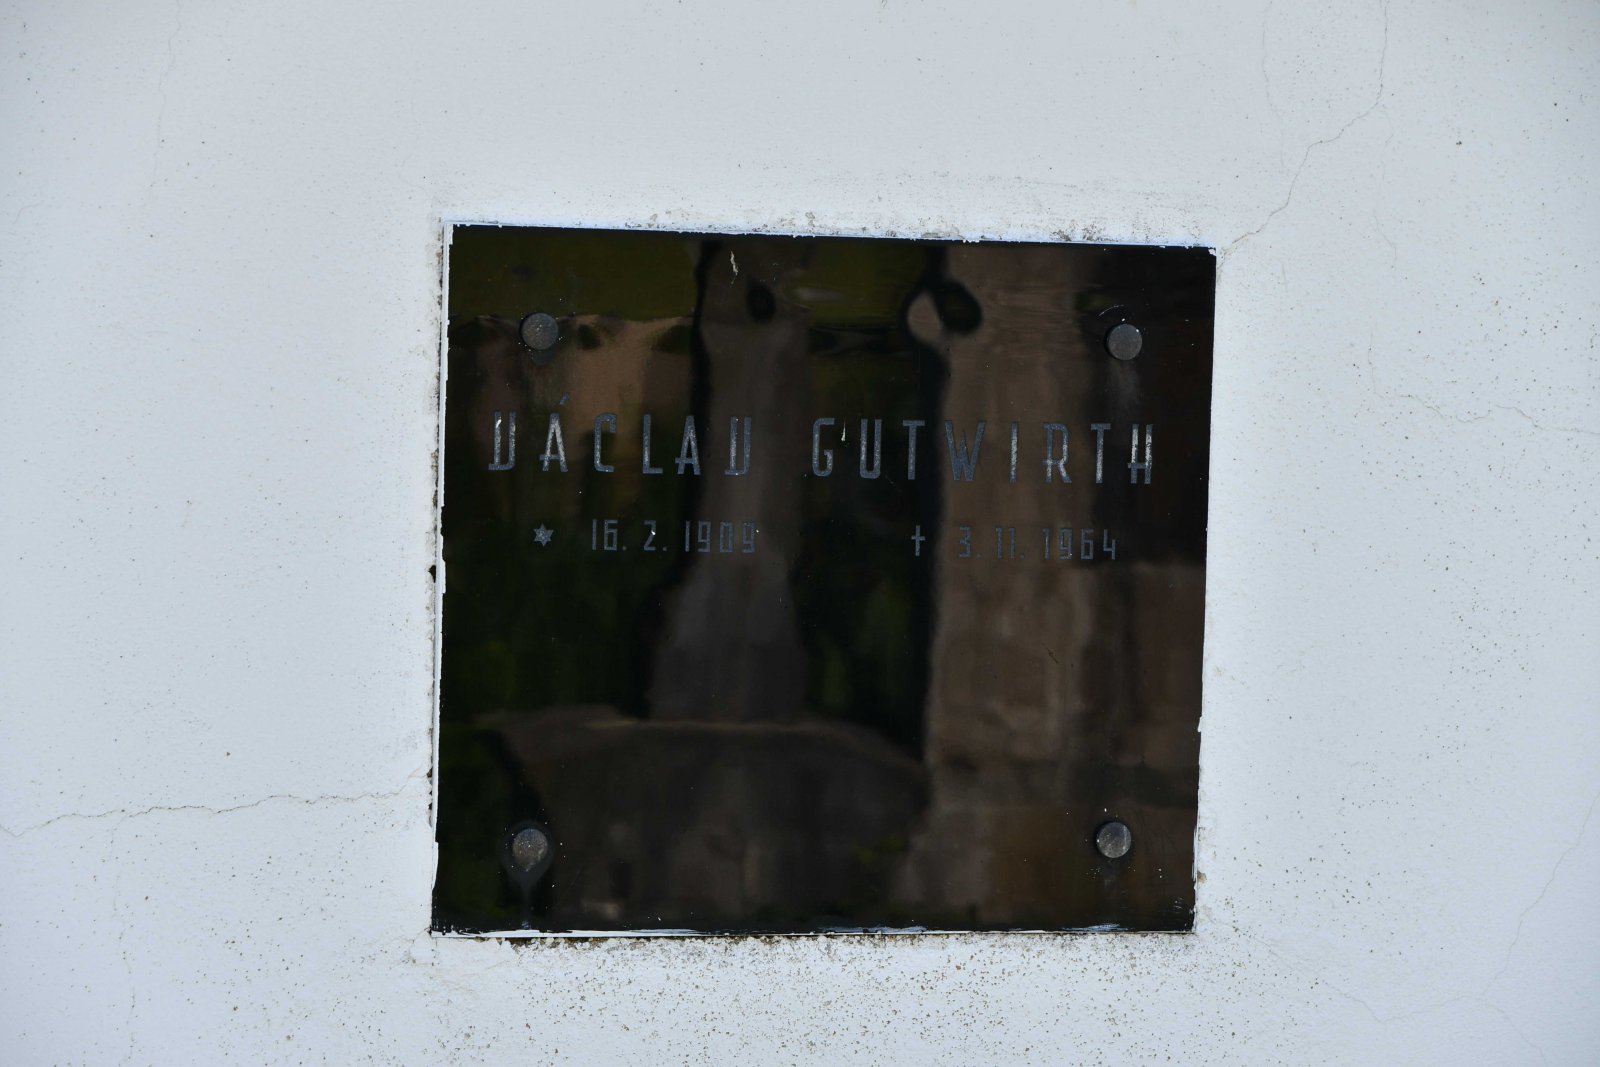 VÁCLAV GUTWIRTH
* 16. 2. 1909 † 3. 11. 1964